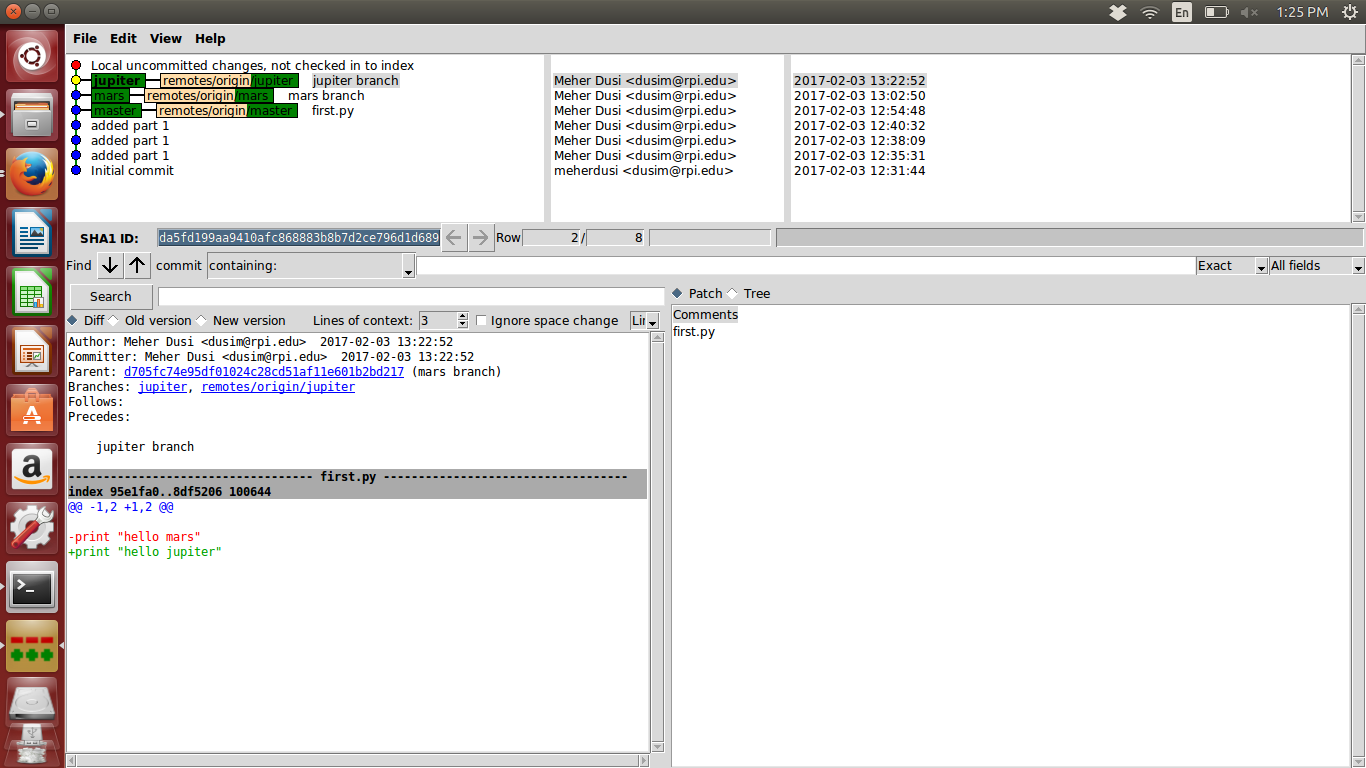 En 1:25 PM
File Edit View Help
Local uncommitted changes, not checked in to index
jupiter remotes/origin/jupiter jupiter branch Meher Dusi <dusim@rpi.edu> 2017-02-03 13:22:52
mars remotes/origin/mars mars branch Meher Dusi <dusim@rpi.edu> 2017-02-03 13:02:50
master remotes/origin/master first.py Meher Dusi <dusim@rpi.edu> 2017-02-03 12:54:48
added part 1 Meher Dusi <dusim@rpi.edu> 2017-02-03 12:40:32
added part 1 Meher Dusi <dusim@rpi.edu> 2017-02-03 12:38:09
added part 1 Meher Dusi <dusim@rpi.edu> 2017-02-03 12:35:31
Initial commit meherdusi <dusim@rpi.edu> 2017-02-03 12:31:44
SHA1 ID: da5fd199aa9410afc868883b8b7d2ce796d1d689 Row 2 / 8
Find commit containing: Exact All fields
Search
Patch Tree
Diff Old version New version Lines of context: 3 Ignore space change Lin
Comments
first.py
Author: Meher Dusi <dusim@rpi.edu>  2017-02-03 13:22:52
Committer: Meher Dusi <dusim@rpi.edu>  2017-02-03 13:22:52
Parent: d705fc74e95df01024c28cd51af11e601b2bd217 (mars branch)
Branches: jupiter, remotes/origin/jupiter
Follows:
Precedes:
jupiter branch
----------------------------------- first.py -----------------------------------
index 95e1fa0..8df5206 100644
@@ -1,2 +1,2 @@
-print "hello mars"
+print "hello jupiter"